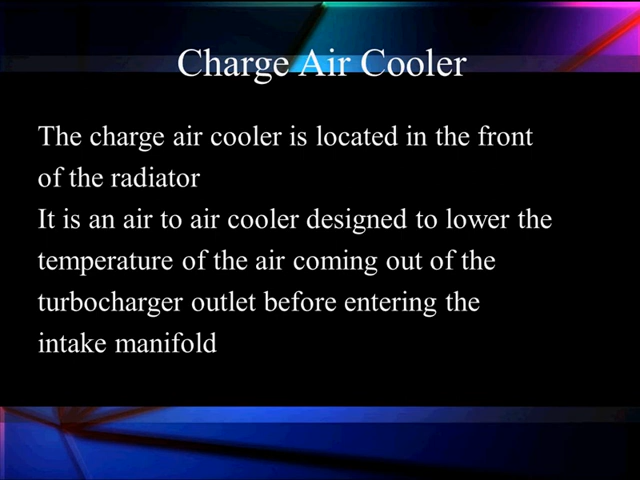 Charge Air Cooler
The charge air cooler is located in the front
of the radiator
It is an air to air cooler designed to lower the
temperature of the air coming out of the
turbocharger outlet before entering the
intake manifold